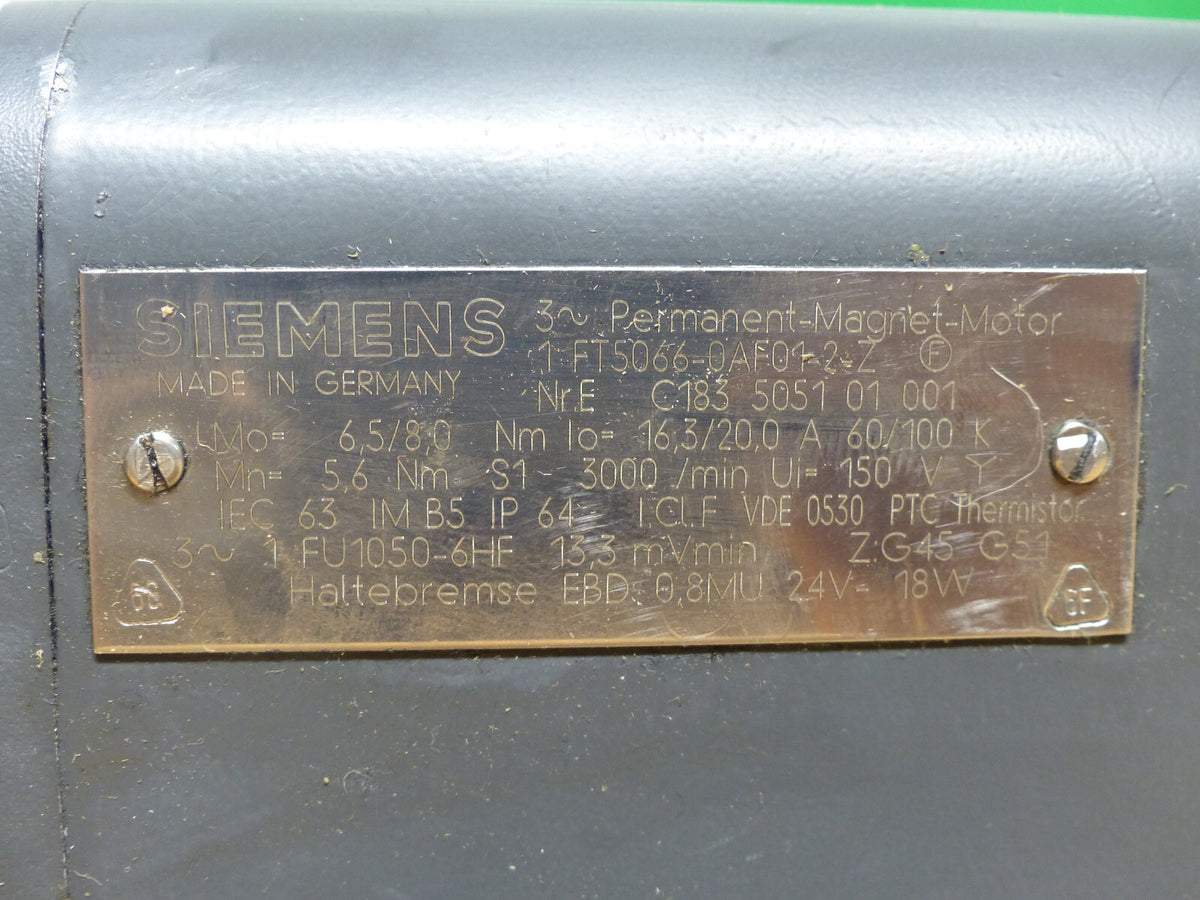 SIEMENS 3~ Permanent-Magnet-Motor
1 FT5066-0AF01-2-Z F
MADE IN GERMANY Nr.E C183 5051 01 001
Mo= 6,5/8,0 Nm Io= 16,3/20,0 A 60/100 K
Mn= 5,6 Nm S1 3000 /min Ui= 150 V Y
IEC 63 IM B5 IP 64 I.Cl.F VDE 0530 PTC Thermistor
3~ 1 FU1050-6HF 13,3 mVmin Z:G45 G51
Haltebremse EBD 0,8MU 24V= 18W
BF